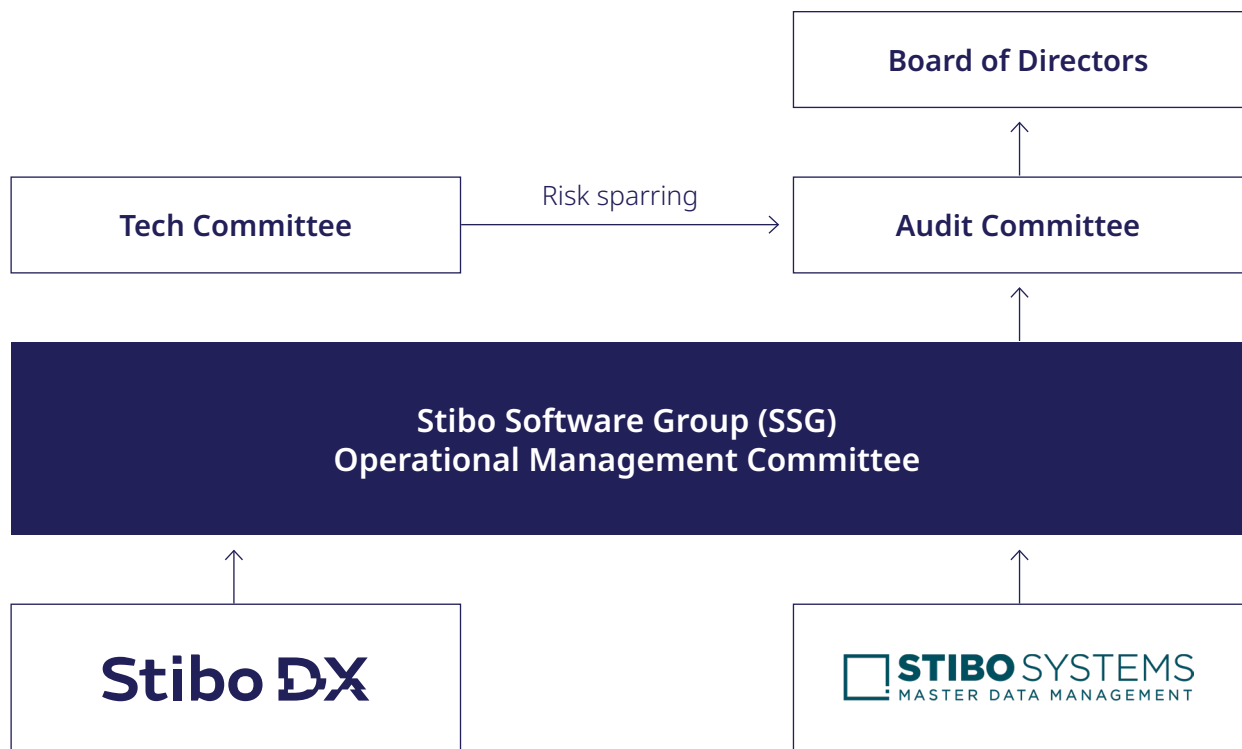 Board of Directors
Tech Committee
Risk sparring
Audit Committee
Stibo Software Group (SSG)
Operational Management Committee
Stibo DX
STIBO SYSTEMS
MASTER DATA MANAGEMENT